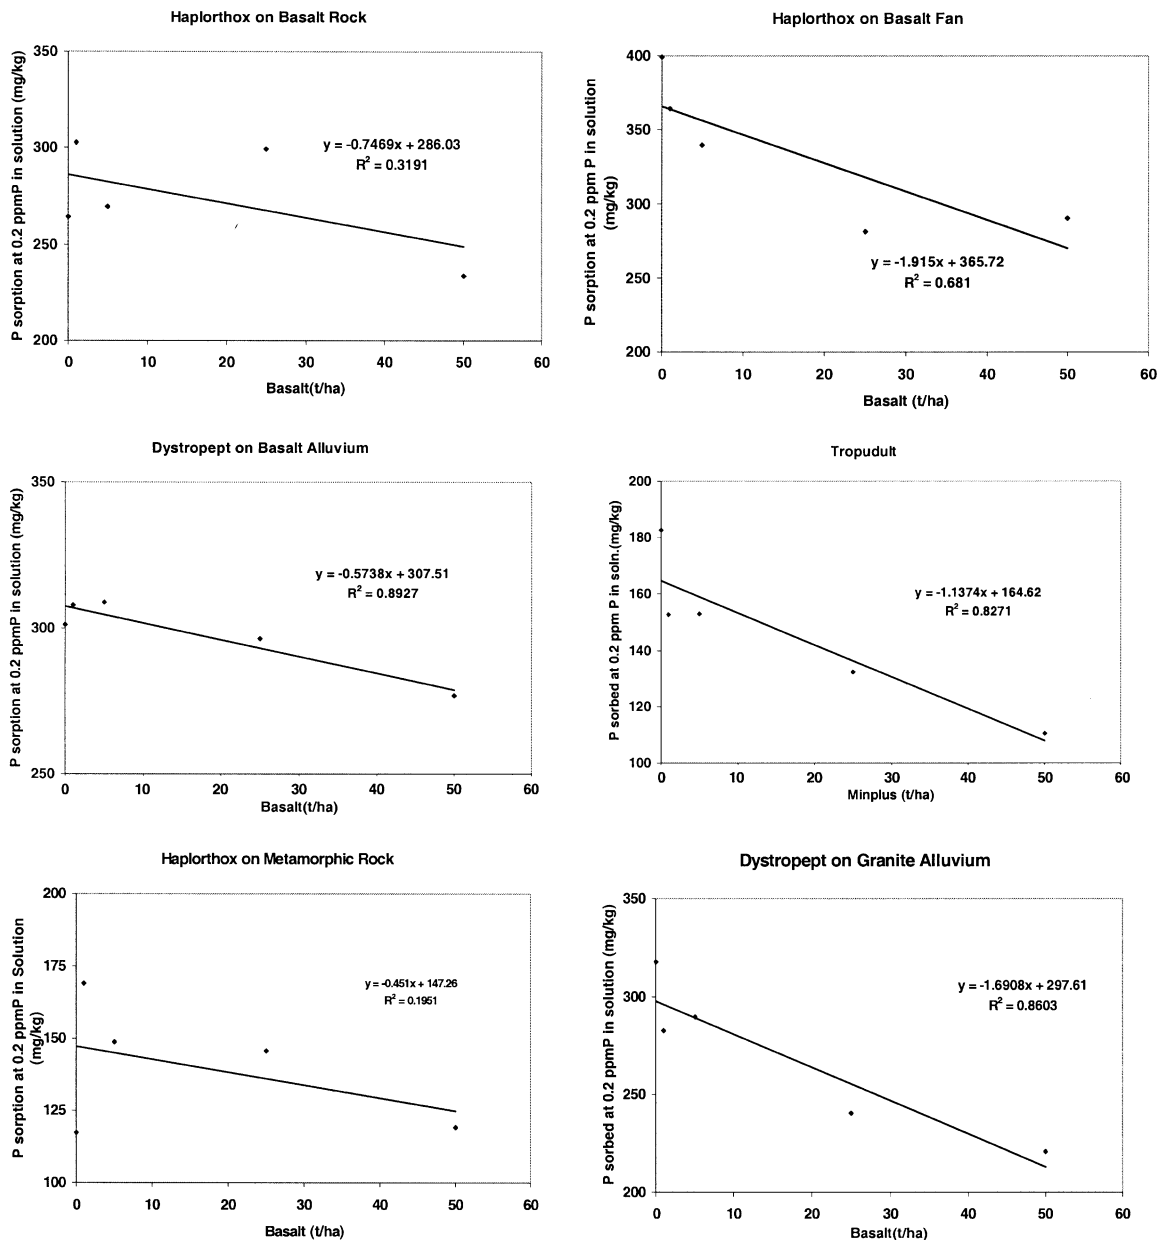 Haplorthox on Basalt Rock
P sorption at 0.2 ppmP in solution (mg/kg)
350
300
250
200
y = -0.7469x + 286.03
R² = 0.3191
0 10 20 30 40 50 60
Basalt(t/ha)
Haplorthox on Basalt Fan
P sorption at 0.2 ppm P in solution
(mg/kg)
400
350
300
250
200
y = -1.915x + 365.72
R² = 0.681
0 10 20 30 40 50 60
Basalt (t/ha)
Dystropept on Basalt Alluvium
P sorption at 0.2 ppmP in solution (mg/kg)
350
300
250
y = -0.5738x + 307.51
R² = 0.8927
0 10 20 30 40 50 60
Basalt(t/ha)
Tropudult
P sorbed at 0.2 ppm P in soln.(mg/kg)
200
180
160
140
120
100
y = -1.1374x + 164.62
R² = 0.8271
0 10 20 30 40 50 60
Minplus (t/ha)
Haplorthox on Metamorphic Rock
P sorption at 0.2 ppmP in Solution
(mg/kg)
200
175
150
125
100
y = -0.451x + 147.26
R² = 0.1951
0 10 20 30 40 50 60
Basalt (t/ha)
Dystropept on Granite Alluvium
P sorbed at 0.2 ppmP in solution (mg/kg)
350
300
250
200
y = -1.6908x + 297.61
R² = 0.8603
0 10 20 30 40 50 60
Basalt(t/ha)